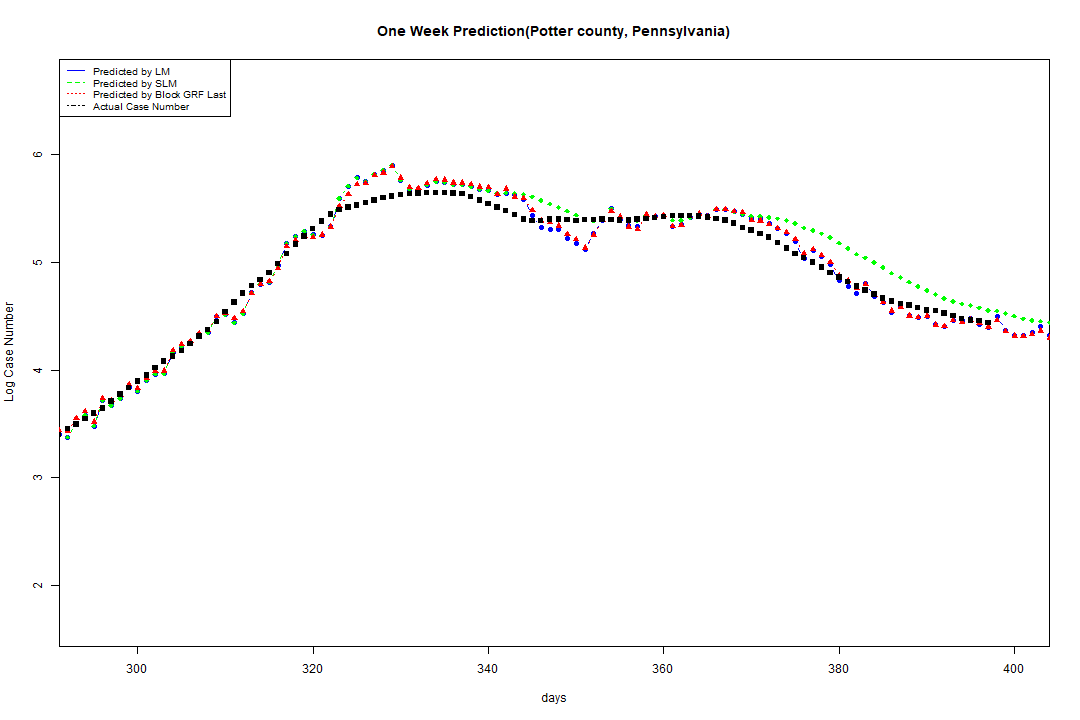 One Week Prediction(Potter county, Pennsylvania)
Predicted by LM
Predicted by SLM
Predicted by Block GRF Last
Actual Case Number
6
5
4
3
2
Log Case Number
300 320 340 360 380 400
days